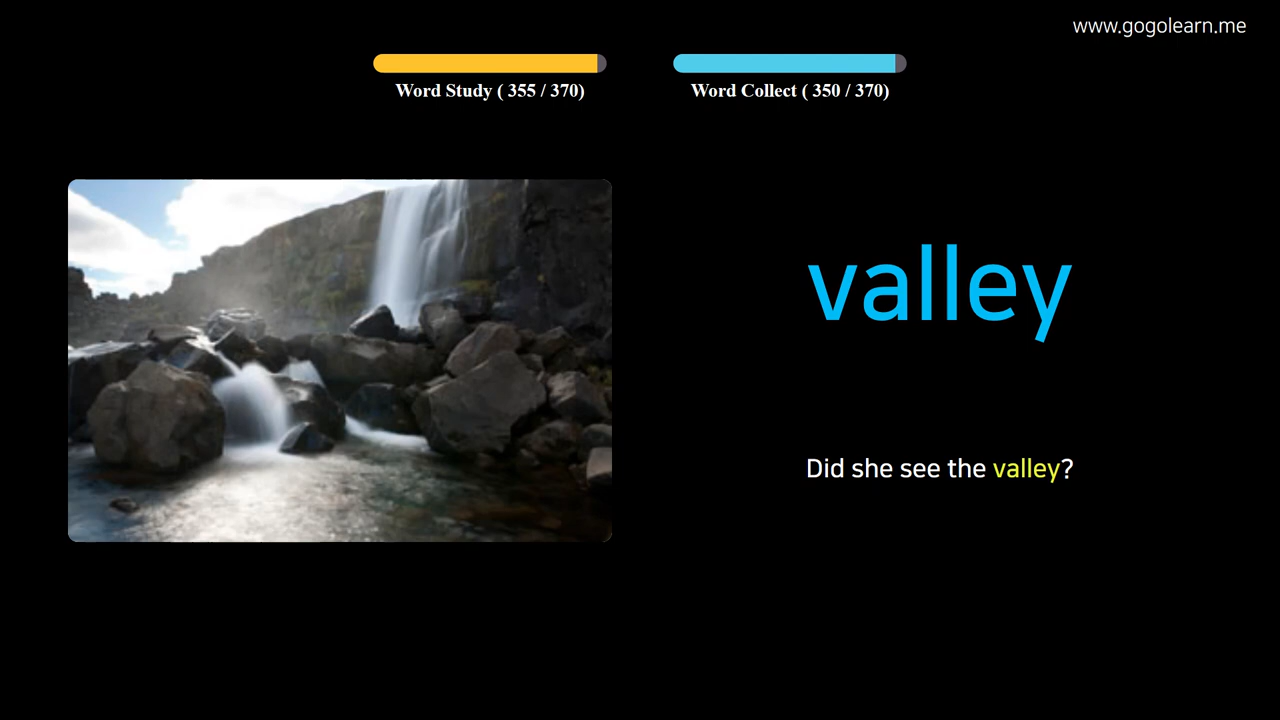 www.gogolearn.me
Word Study ( 355 / 370)
Word Collect ( 350 / 370)
valley
Did she see the valley?